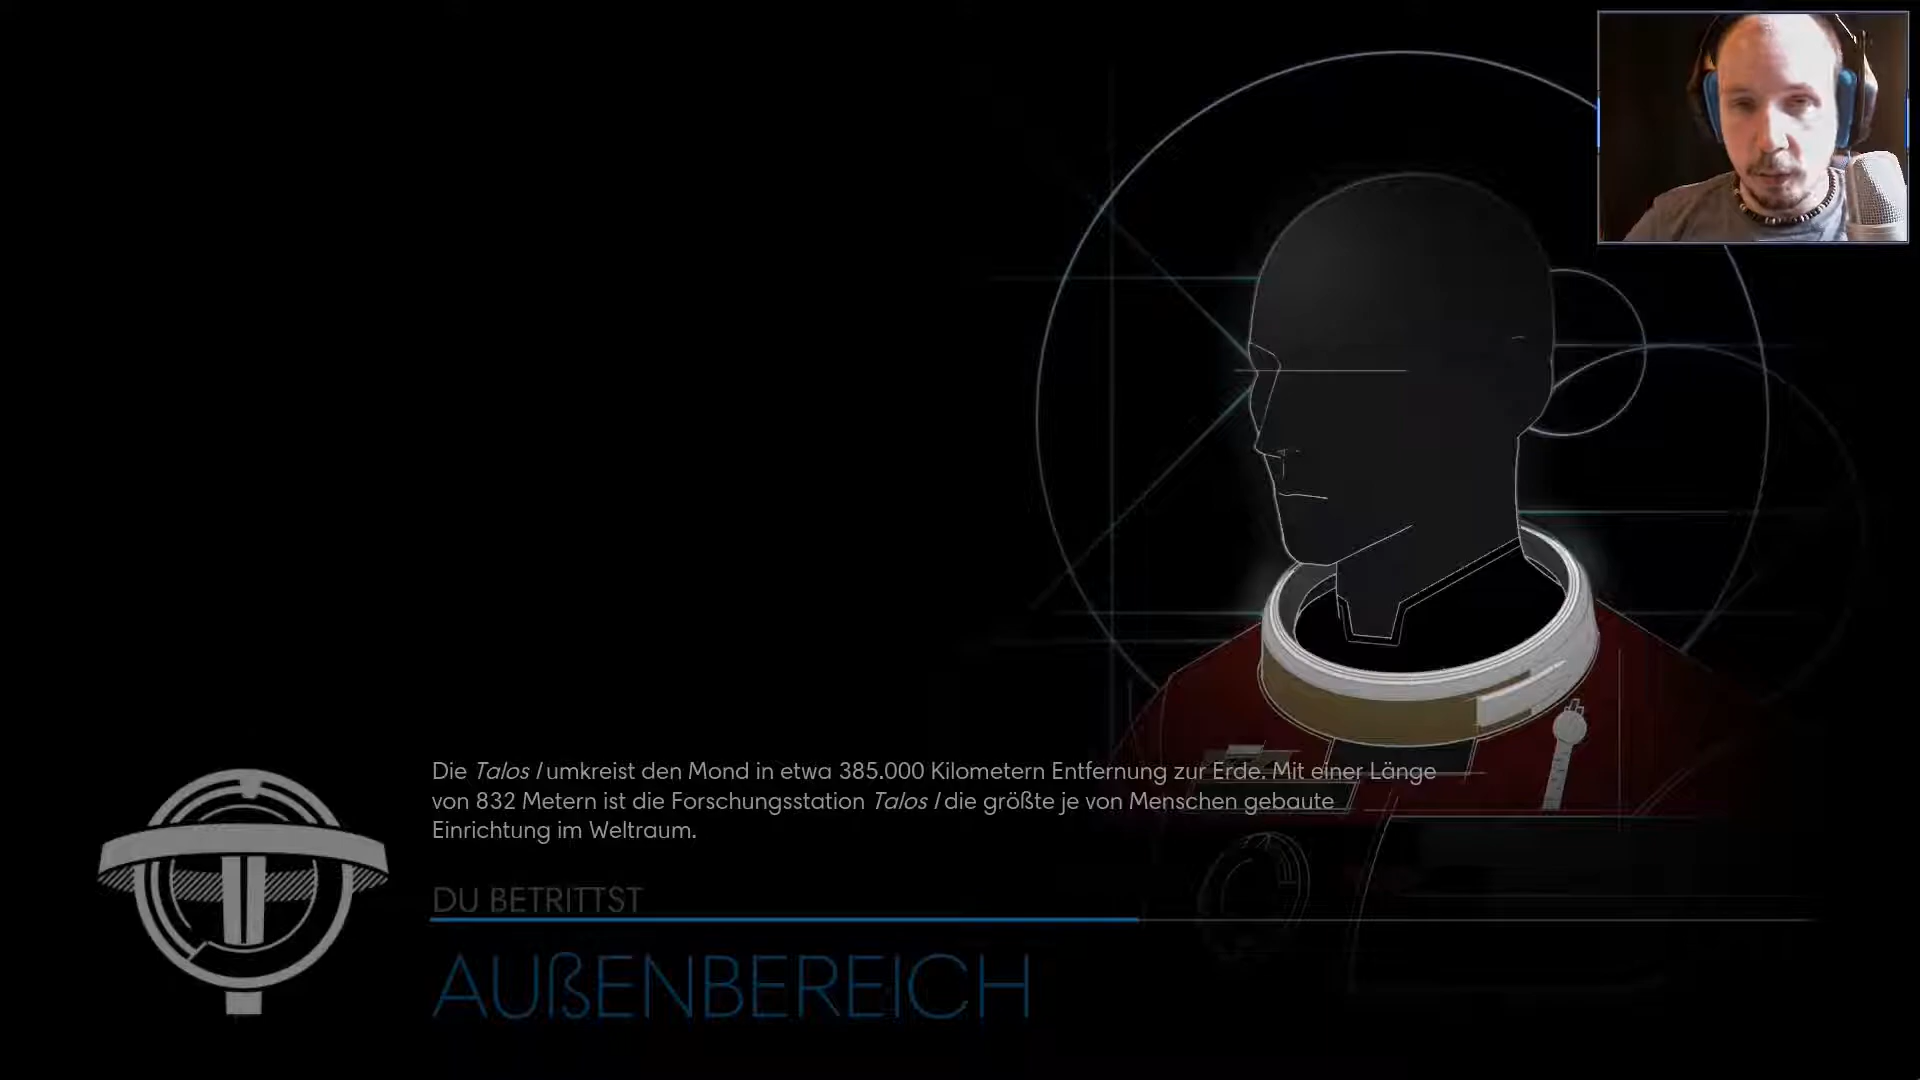 Die Talos I umkreist den Mond in etwa 385.000 Kilometern Entfernung zur Erde. Mit einer Länge
von 832 Metern ist die Forschungsstation Talos I die größte je von Menschen gebaute
Einrichtung im Weltraum.
DU BETRITTST
AUßENBEREICH